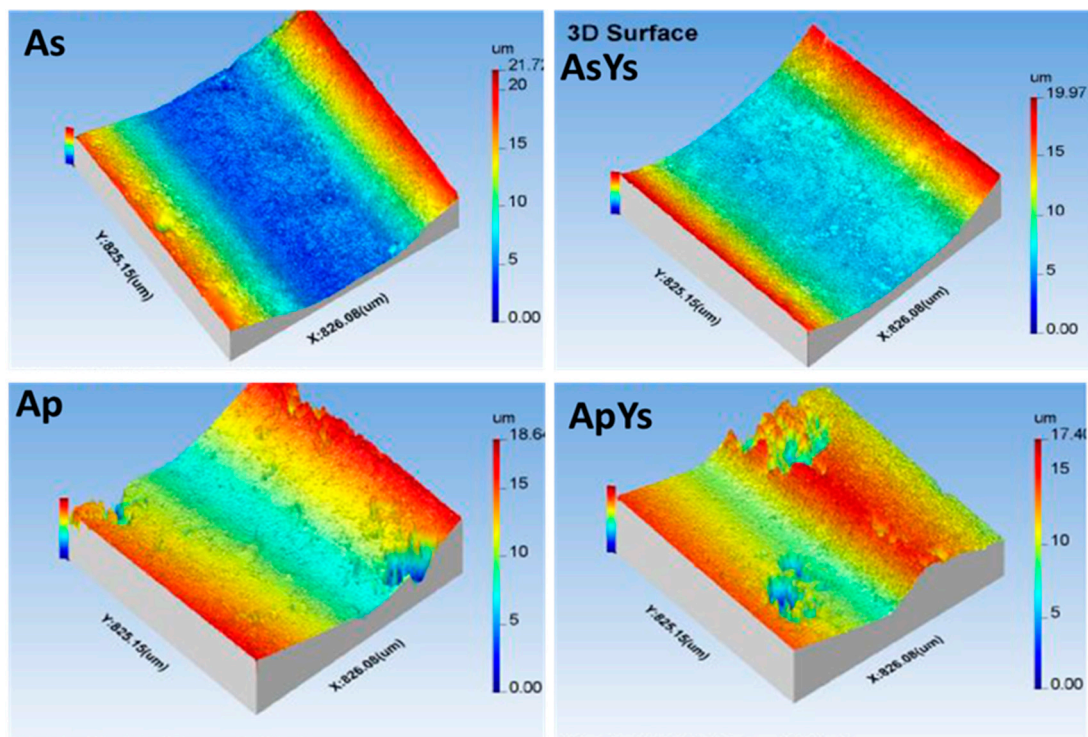 As
um
21.72
20
15
10
5
0.00
Y:825.15(um)
X:826.08(um)
3D Surface
AsYs
um
19.97
15
10
5
0.00
Y:825.15(um)
X:826.08(um)
Ap
um
18.64
15
10
5
0.00
Y:825.15(um)
X:826.08(um)
ApYs
um
17.40
15
10
5
0.00
Y:825.15(um)
X:826.08(um)